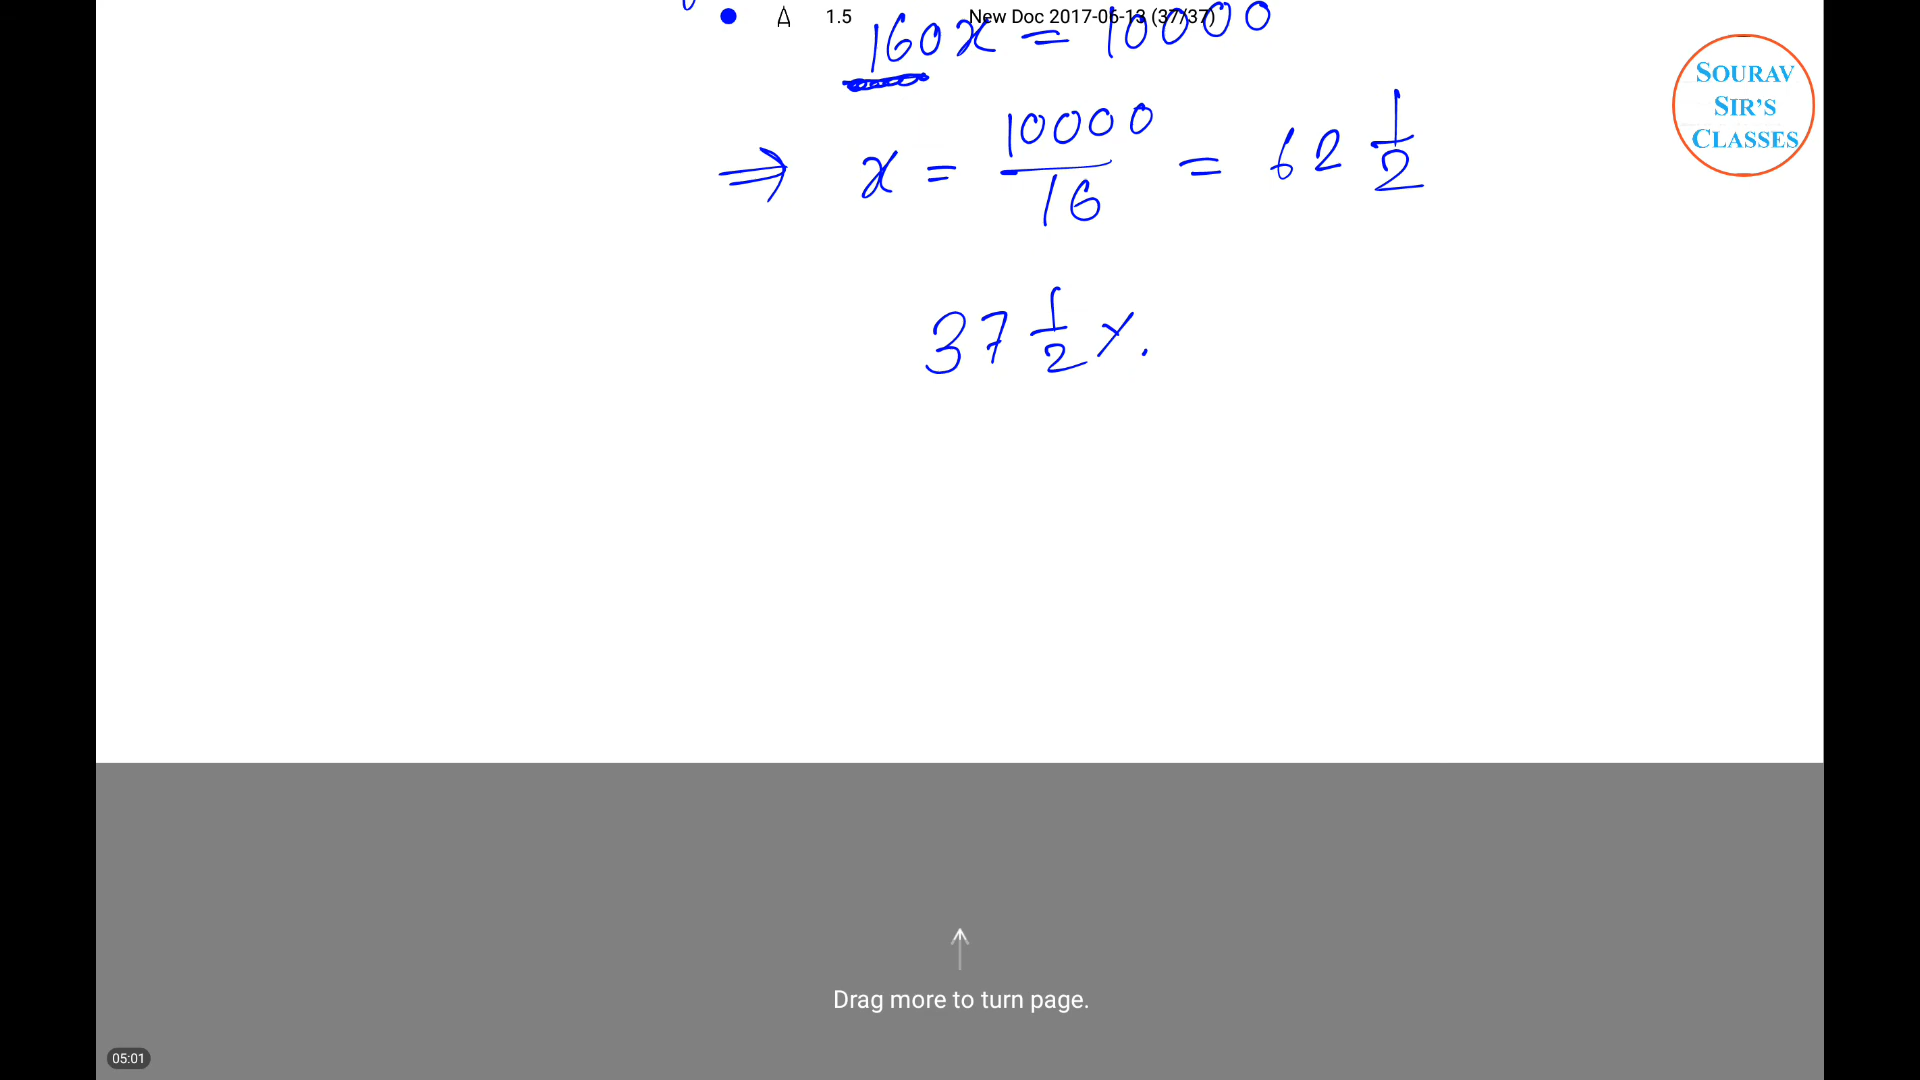 A 1.5 New Doc 2017-06-13 (37/37)
160x = 10000
⇒ x = 10000/16 = 62 1/2
37 1/2 %.
SOURAV
SIR'S
CLASSES
Drag more to turn page.
05:01